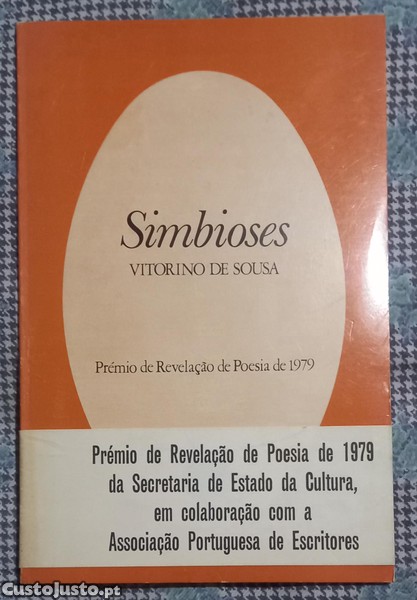 Simbioses
VITORINO DE SOUSA
Prémio de Revelação de Poesia de 1979
Prémio de Revelação de Poesia de 1979
da Secretaria de Estado da Cultura,
em colaboração com a
Associação Portuguesa de Escritores
CustoJusto.pt